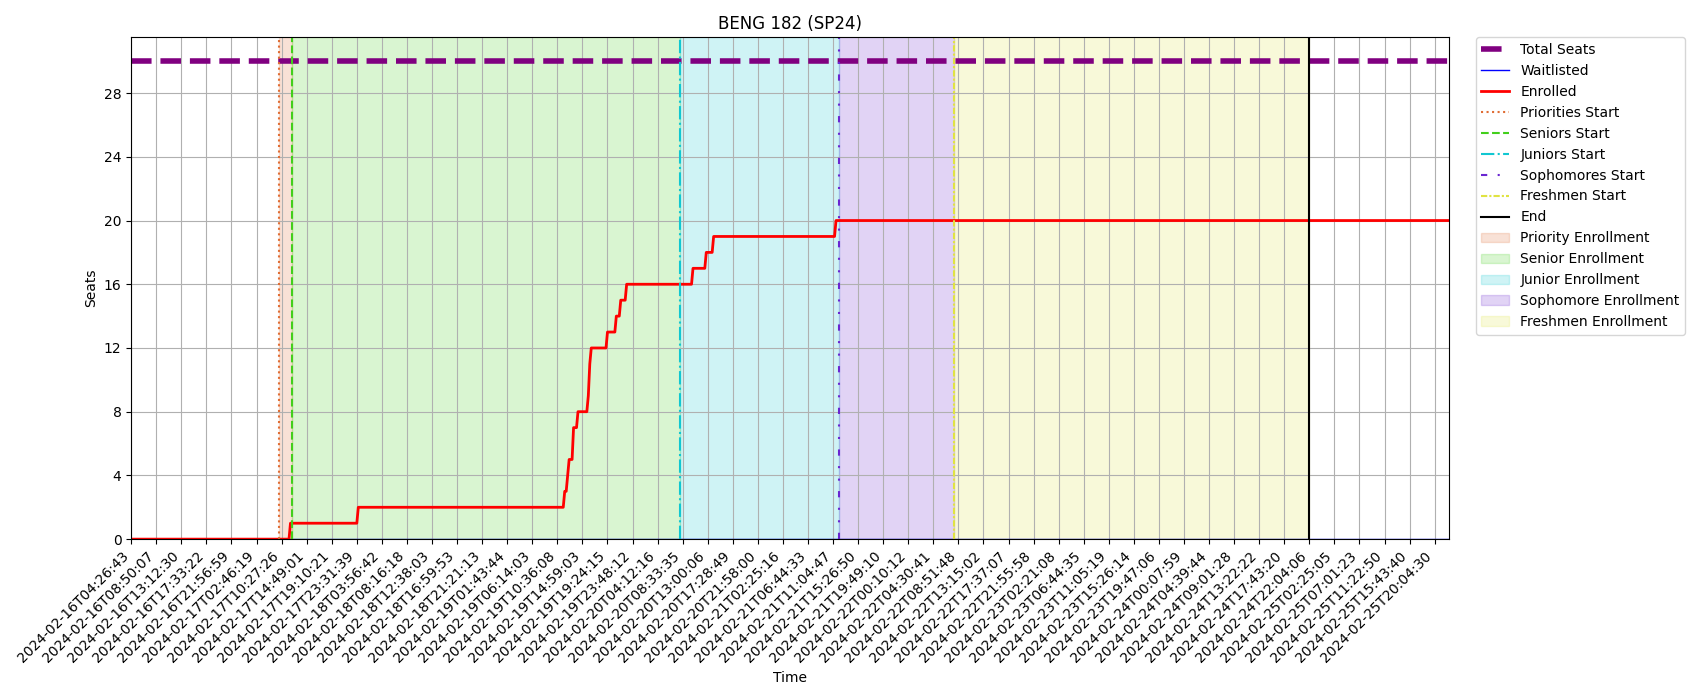 BENG 182 (SP24)
Total Seats
Waitlisted
Enrolled
Priorities Start
Seniors Start
Juniors Start
Sophomores Start
Freshmen Start
End
Priority Enrollment
Senior Enrollment
Junior Enrollment
Sophomore Enrollment
Freshmen Enrollment
Seats
28
24
20
16
12
8
4
0
2024-02-16T04:26:43
2024-02-16T08:50:07
2024-02-16T13:12:30
2024-02-16T17:33:22
2024-02-16T21:56:59
2024-02-17T02:46:19
2024-02-17T10:27:26
2024-02-17T14:49:01
2024-02-17T19:10:21
2024-02-17T23:31:39
2024-02-18T03:56:42
2024-02-18T08:16:18
2024-02-18T12:38:03
2024-02-18T16:59:53
2024-02-18T21:21:13
2024-02-19T01:43:44
2024-02-19T06:14:03
2024-02-19T10:36:08
2024-02-19T14:59:03
2024-02-19T19:24:15
2024-02-19T23:48:12
2024-02-20T04:12:16
2024-02-20T08:33:35
2024-02-20T13:00:06
2024-02-20T17:28:49
2024-02-20T21:58:00
2024-02-21T02:25:16
2024-02-21T06:44:33
2024-02-21T11:04:47
2024-02-21T15:26:50
2024-02-21T19:49:10
2024-02-22T00:10:12
2024-02-22T04:30:41
2024-02-22T08:51:48
2024-02-22T13:15:02
2024-02-22T17:37:07
2024-02-22T21:55:58
2024-02-23T02:21:08
2024-02-23T06:44:35
2024-02-23T11:05:19
2024-02-23T15:26:14
2024-02-23T19:47:06
2024-02-24T00:07:59
2024-02-24T04:39:44
2024-02-24T09:01:28
2024-02-24T13:22:22
2024-02-24T17:43:20
2024-02-24T22:04:06
2024-02-25T02:25:05
2024-02-25T07:01:23
2024-02-25T11:22:50
2024-02-25T15:43:40
2024-02-25T20:04:30
Time